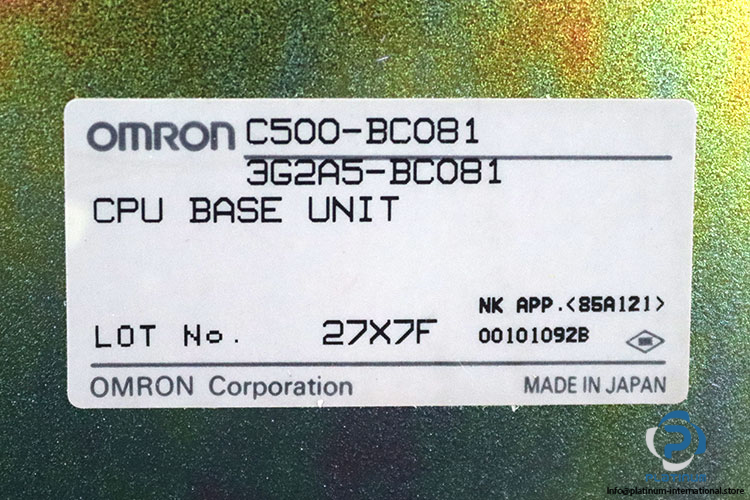 OMRON C500-BC081
3G2A5-BC081
CPU BASE UNIT
NK APP.<85A121>
LOT No. 27X7F 00101092B
OMRON Corporation MADE IN JAPAN
info@platinum-international.store